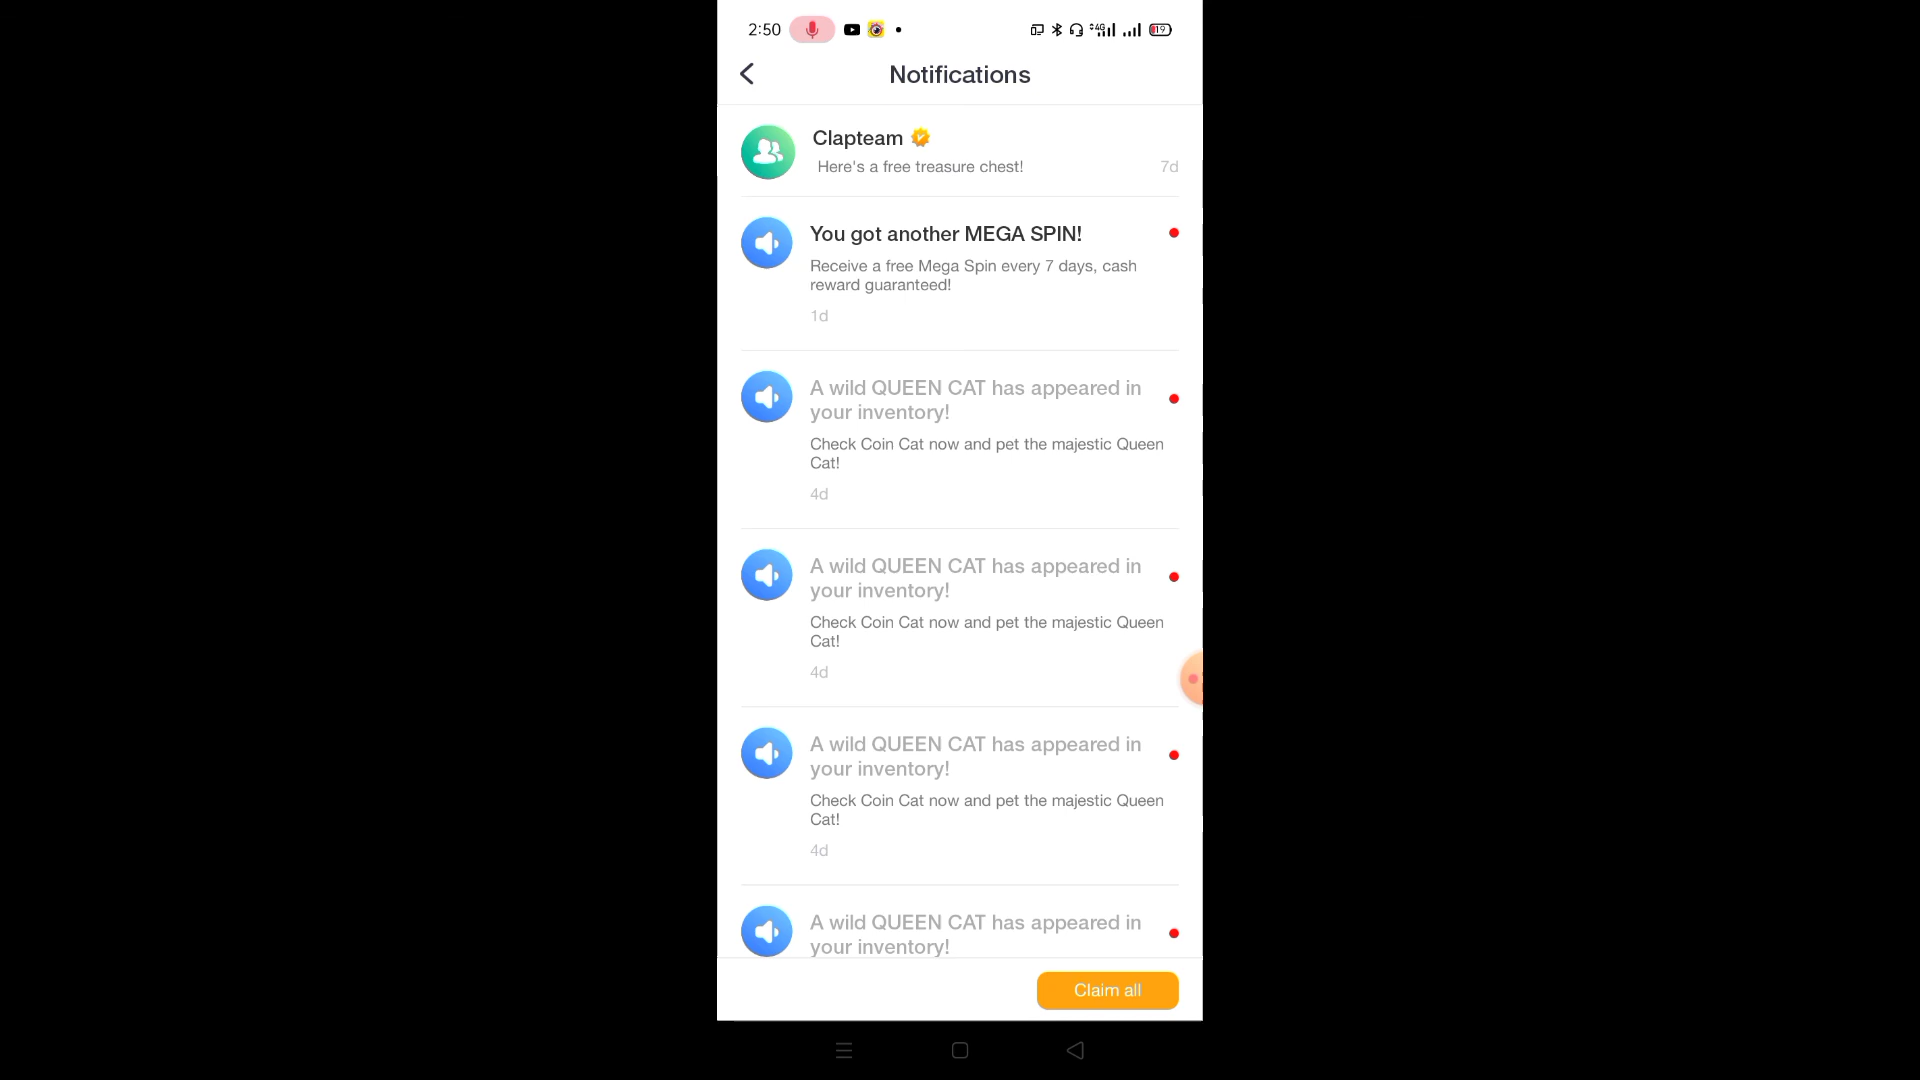 2:50
4G
19
Notifications
Clapteam
Here's a free treasure chest!
7d
You got another MEGA SPIN!
Receive a free Mega Spin every 7 days, cash
reward guaranteed!
1d
A wild QUEEN CAT has appeared in
your inventory!
Check Coin Cat now and pet the majestic Queen
Cat!
4d
A wild QUEEN CAT has appeared in
your inventory!
Check Coin Cat now and pet the majestic Queen
Cat!
4d
A wild QUEEN CAT has appeared in
your inventory!
Check Coin Cat now and pet the majestic Queen
Cat!
4d
A wild QUEEN CAT has appeared in
your inventory!
Claim all